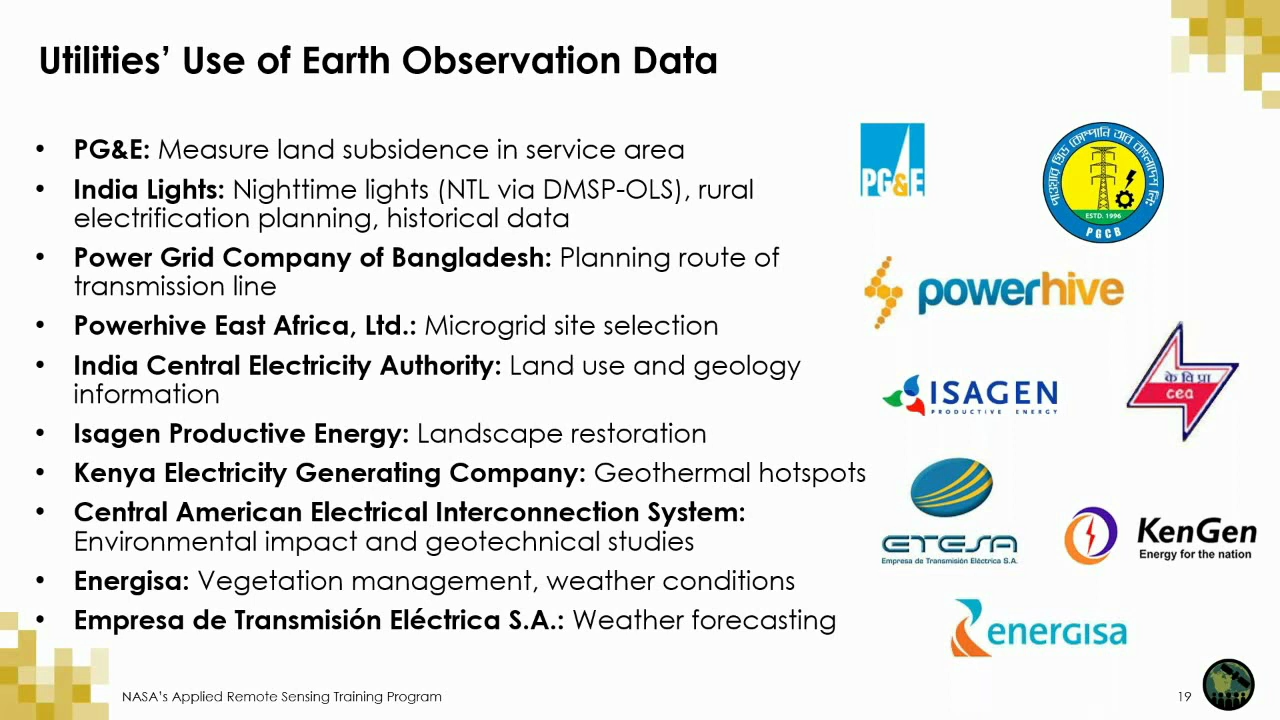 Utilities’ Use of Earth Observation Data
• PG&E: Measure land subsidence in service area
• India Lights: Nighttime lights (NTL via DMSP-OLS), rural
electrification planning, historical data
• Power Grid Company of Bangladesh: Planning route of
transmission line
• Powerhive East Africa, Ltd.: Microgrid site selection
• India Central Electricity Authority: Land use and geology
information
• Isagen Productive Energy: Landscape restoration
• Kenya Electricity Generating Company: Geothermal hotspots
• Central American Electrical Interconnection System:
Environmental impact and geotechnical studies
• Energisa: Vegetation management, weather conditions
• Empresa de Transmisión Eléctrica S.A.: Weather forecasting
PG&E
পাওয়ার গ্রিড কোম্পানি অব বাংলাদেশ লিঃ
ESTD. 1996
PGCB
powerhive
ISAGEN
PRODUCTIVE ENERGY
के वि प्रा
cea
ETESA
Empresa de Transmisión Eléctrica S.A.
KenGen
Energy for the nation
energisa
NASA’s Applied Remote Sensing Training Program
19